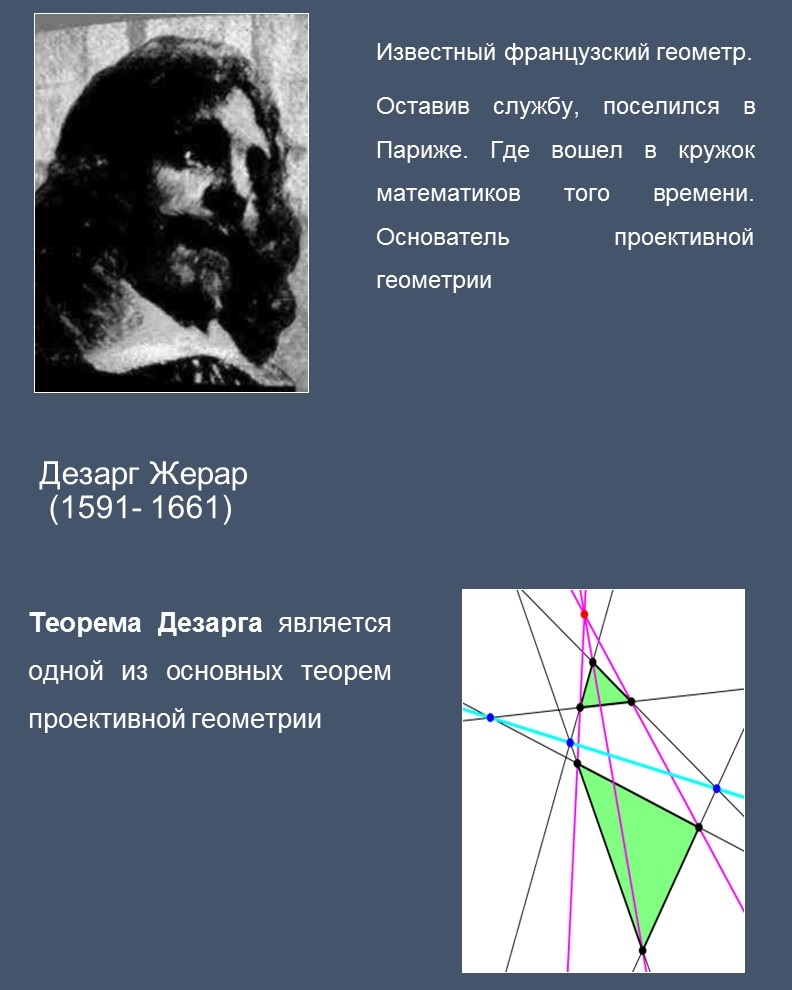 Известный французский геометр.
Оставив службу, поселился в
Париже. Где вошел в кружок
математиков того времени.
Основатель проективной
геометрии
Дезарг Жерар
(1591- 1661)
Теорема Дезарга является
одной из основных теорем
проективной геометрии